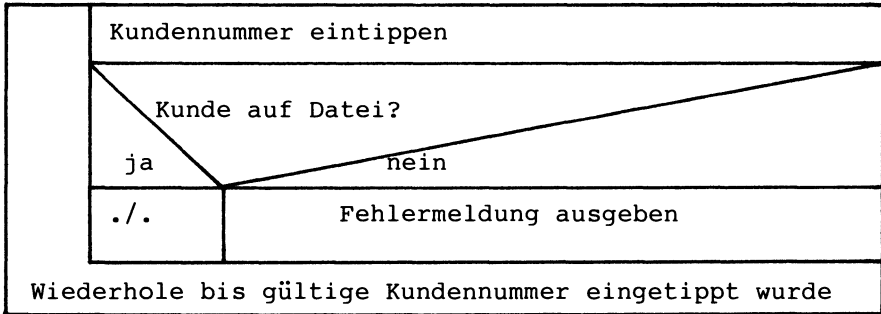 Kundennummer eintippen
Kunde auf Datei?
ja nein
./. Fehlermeldung ausgeben
Wiederhole bis gültige Kundennummer eingetippt wurde